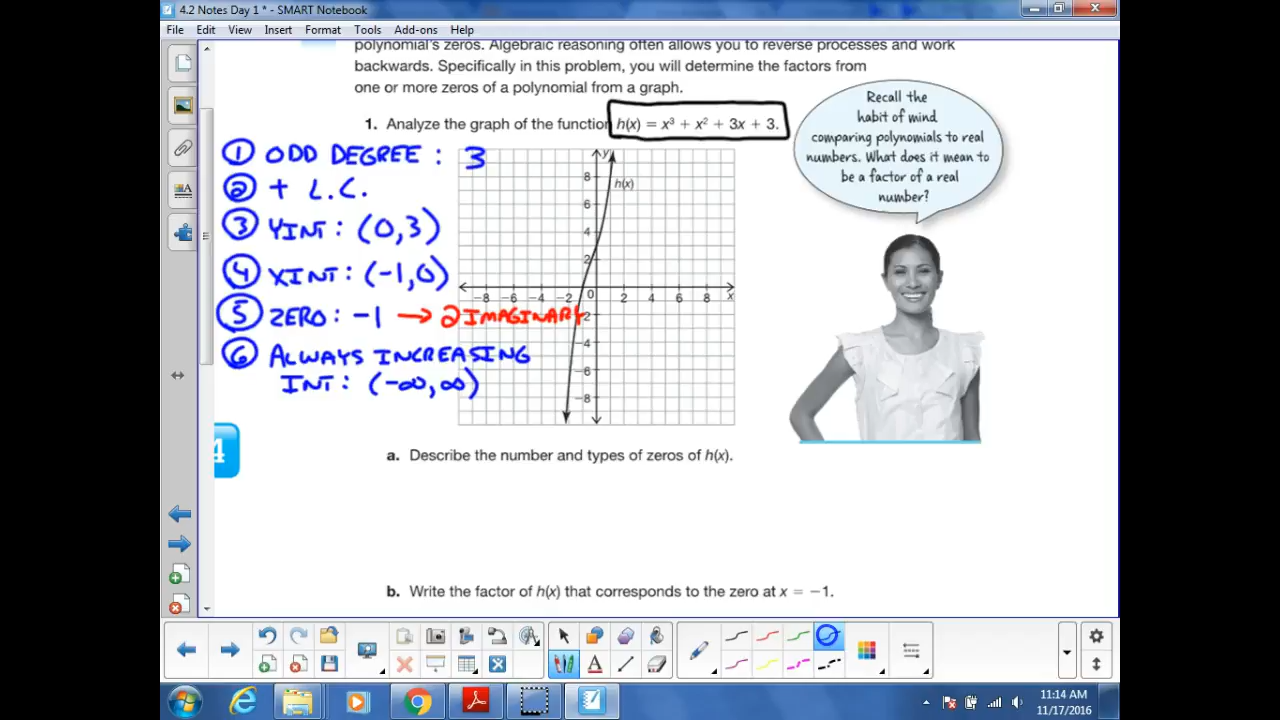 4.2 Notes Day 1 * - SMART Notebook
File Edit View Insert Format Tools Add-ons Help
polynomial's zeros. Algebraic reasoning often allows you to reverse processes and work
backwards. Specifically in this problem, you will determine the factors from
one or more zeros of a polynomial from a graph.
1. Analyze the graph of the function h(x) = x³ + x² + 3x + 3.
Recall the
habit of mind
comparing polynomials to real
numbers. What does it mean to
be a factor of a real
number?
① ODD DEGREE : 3
② + L.C.
③ YINT : (0,3)
④ XINT : (-1,0)
⑤ ZERO : -1 → 2 IMAGINARY
⑥ ALWAYS INCREASING
INT : (-∞,∞)
y
h(x)
8
6
4
2
−8 −6 −4 −2 0 2 4 6 8 x
−2
−4
−6
−8
4
a. Describe the number and types of zeros of h(x).
b. Write the factor of h(x) that corresponds to the zero at x = −1.
11:14 AM
11/17/2016